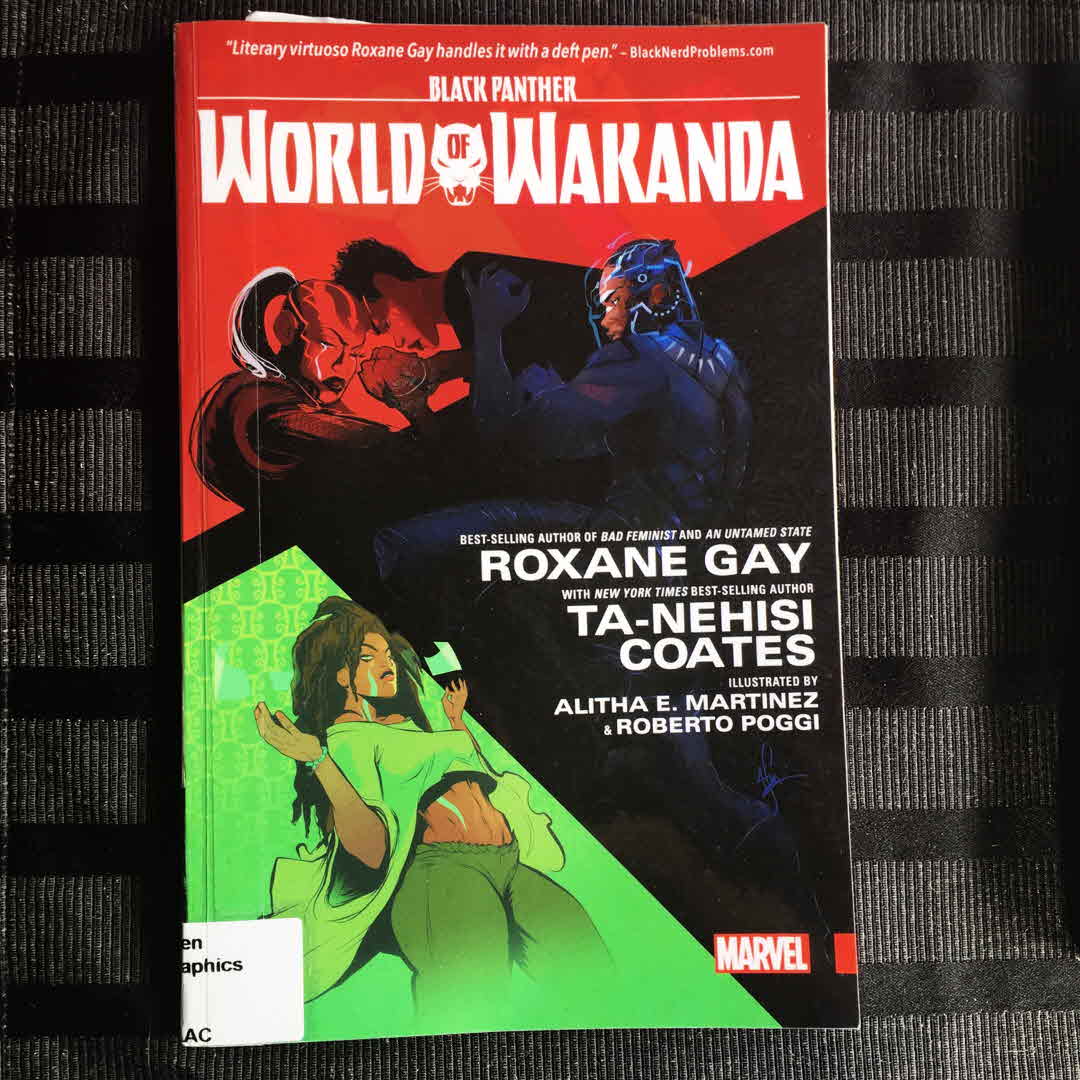 "Literary virtuoso Roxane Gay handles it with a deft pen." – BlackNerdProblems.com
BLACK PANTHER
WORLD OF WAKANDA
BEST-SELLING AUTHOR OF BAD FEMINIST AND AN UNTAMED STATE
ROXANE GAY
WITH NEW YORK TIMES BEST-SELLING AUTHOR
TA-NEHISI
COATES
ILLUSTRATED BY
ALITHA E. MARTINEZ
& ROBERTO POGGI
MARVEL
en
aphics
AC